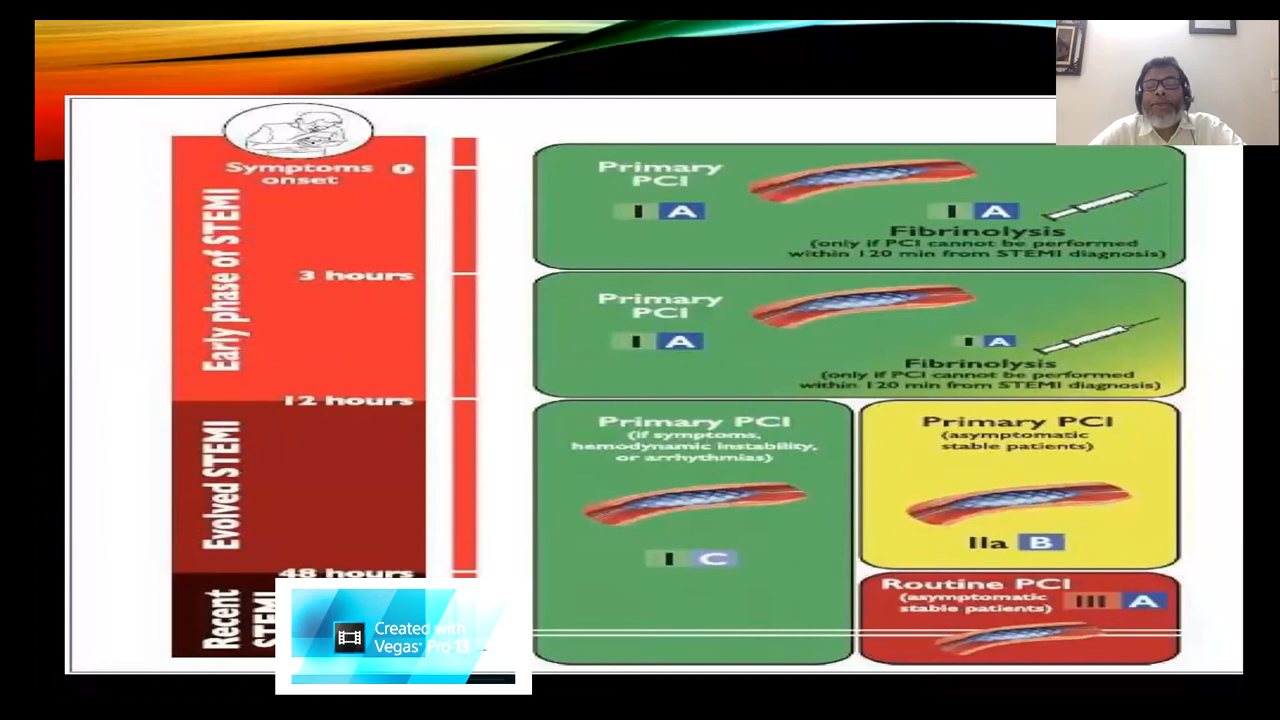 Symptoms
onset
0
Early phase of STEMI
3 hours
12 hours
Evolved STEMI
48 hours
Recent
STEMI
Primary
PCI
I A
I A
Fibrinolysis
(only if PCI cannot be performed
within 120 min from STEMI diagnosis)
Primary
PCI
I A
I A
Fibrinolysis
(only if PCI cannot be performed
within 120 min from STEMI diagnosis)
Primary PCI
(if symptoms,
hemodynamic instability,
or arrhythmias)
I C
Primary PCI
(asymptomatic
stable patients)
IIa B
Routine PCI
(asymptomatic
stable patients)
III A
Created with
Vegas Pro 13